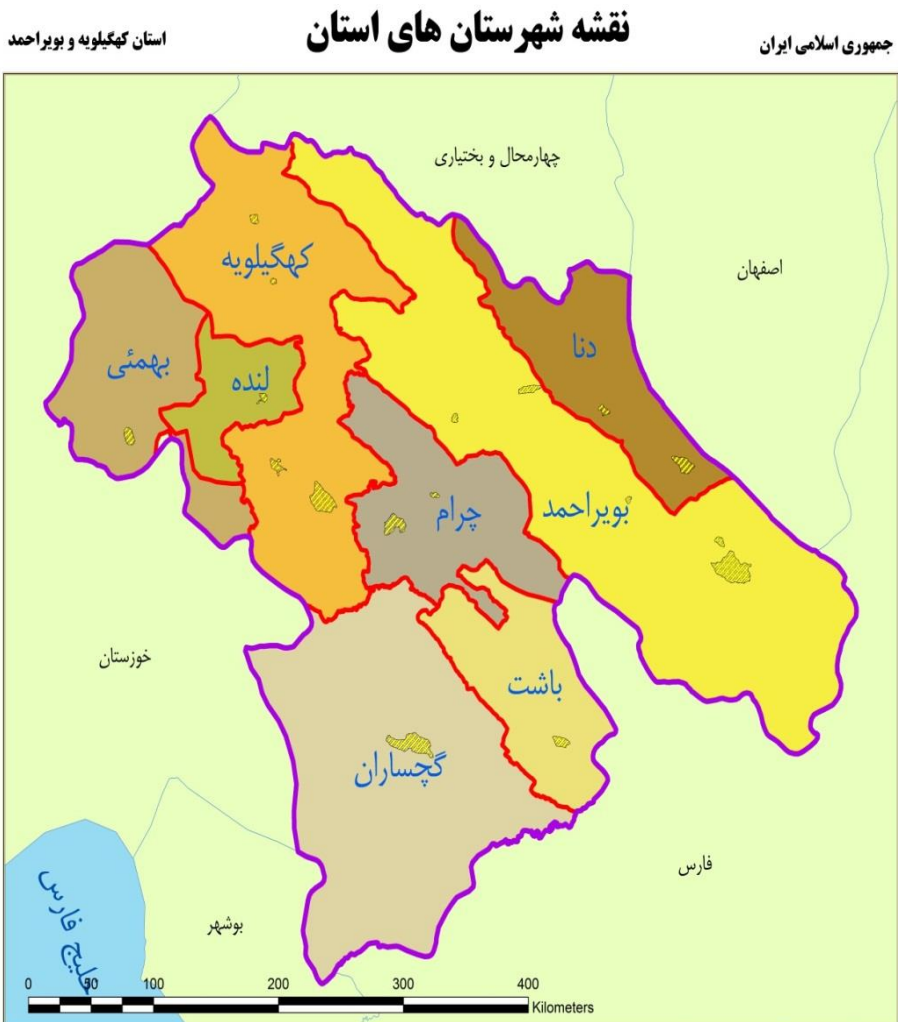 جمهوری اسلامی ایران
نقشه شهرستان های استان
استان کهگیلویه و بویراحمد
چهارمحال و بختیاری
اصفهان
کهگیلویه
دنا
بهمئی
لنده
بویراحمد
چرام
خوزستان
باشت
گچساران
فارس
خلیج فارس
بوشهر
0 50 100 200 300 400
Kilometers